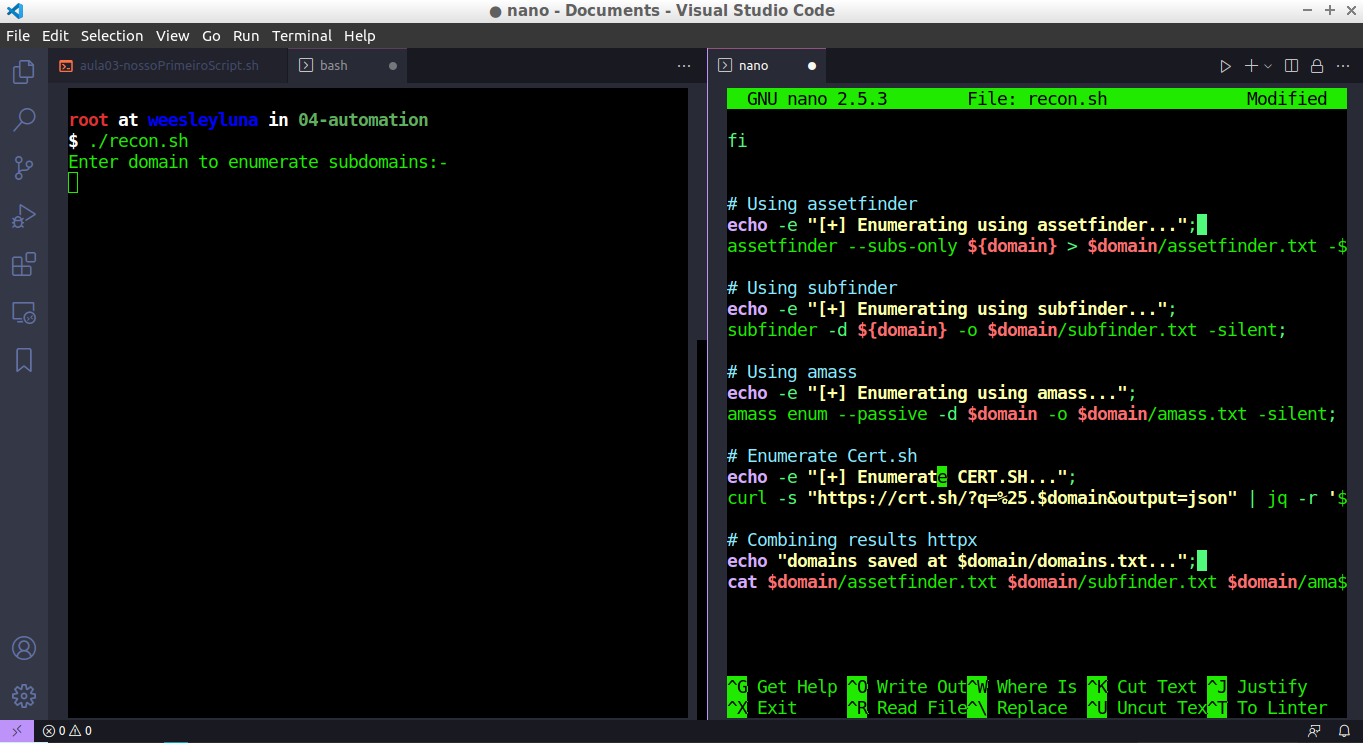 ● nano - Documents - Visual Studio Code
File Edit Selection View Go Run Terminal Help
aula03-nossoPrimeiroScript.sh
bash
nano
root at weesleyluna in 04-automation
$ ./recon.sh
Enter domain to enumerate subdomains:-
GNU nano 2.5.3 File: recon.sh Modified
fi
# Using assetfinder
echo -e "[+] Enumerating using assetfinder...";
assetfinder --subs-only ${domain} > $domain/assetfinder.txt -$
# Using subfinder
echo -e "[+] Enumerating using subfinder...";
subfinder -d ${domain} -o $domain/subfinder.txt -silent;
# Using amass
echo -e "[+] Enumerating using amass...";
amass enum --passive -d $domain -o $domain/amass.txt -silent;
# Enumerate Cert.sh
echo -e "[+] Enumerate CERT.SH...";
curl -s "https://crt.sh/?q=%25.$domain&output=json" | jq -r '$
# Combining results httpx
echo "domains saved at $domain/domains.txt...";
cat $domain/assetfinder.txt $domain/subfinder.txt $domain/ama$
^G Get Help ^O Write Out ^W Where Is ^K Cut Text ^J Justify
^X Exit ^R Read File ^\ Replace ^U Uncut Tex ^T To Linter
0 0